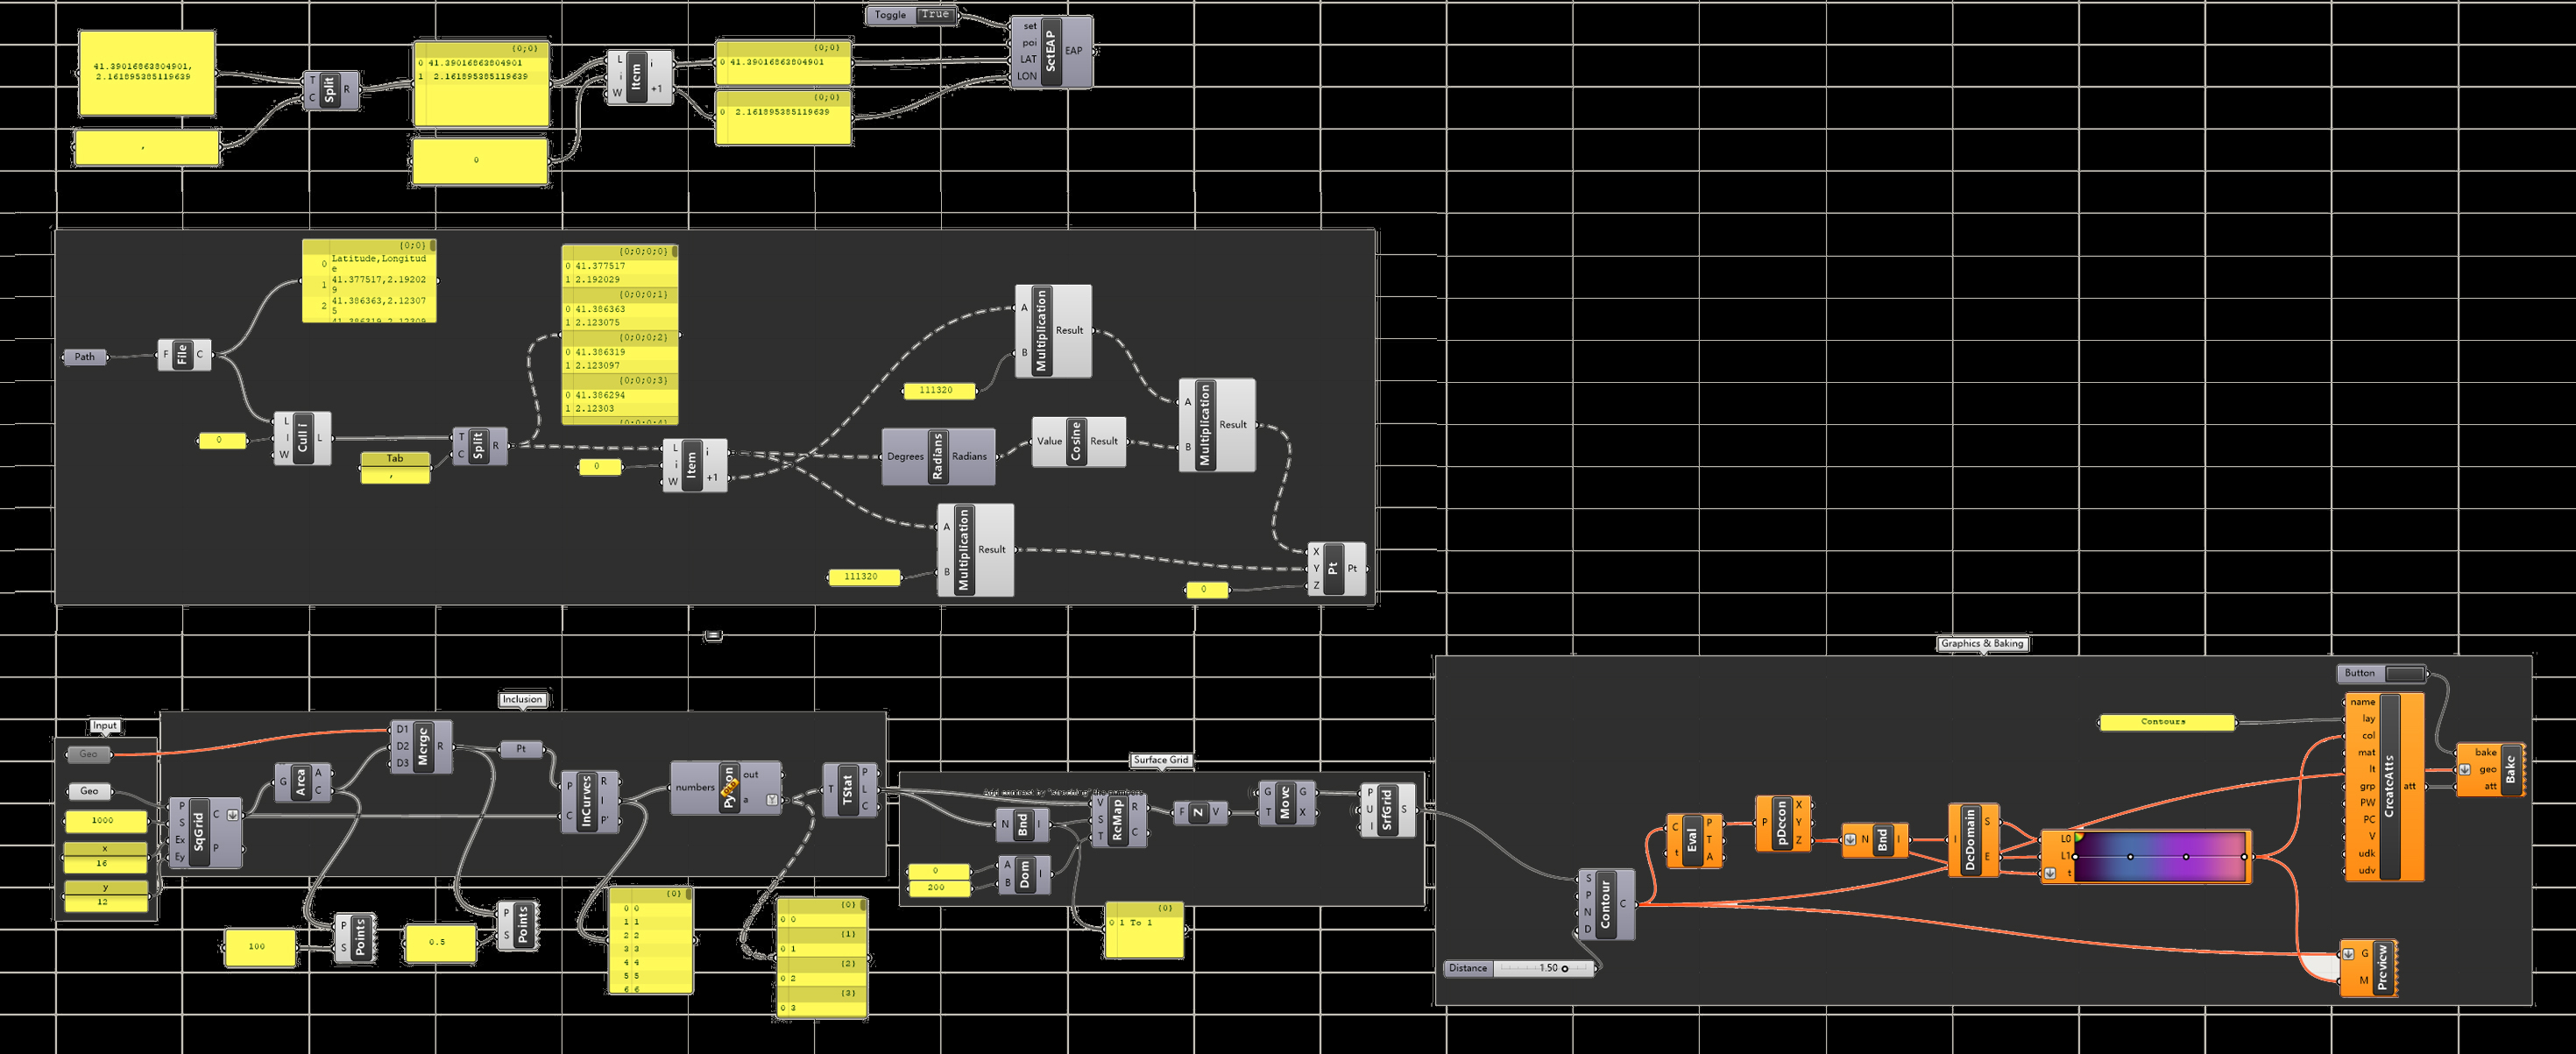 Toggle True
41.39016863804901,
2.161895385119639
,
T
C
Split
R
{0;0}
0 41.39016863804901
1 2.161895385119639
0
L
i
W
Item
i
+1
{0;0}
0 41.39016863804901
{0;0}
0 2.161895385119639
set
poi
LAT
LON
SetEAP
EAP
Path
F
File
C
{0;0}
0 Latitude,Longitud
e
1 41.377517,2.19202
9
2 41.386363,2.12307
5
41.386319,2.12309
0
L
I
W
Cull i
L
Tab
,
T
C
Split
R
{0;0;0;0}
0 41.377517
1 2.192029
{0;0;0;1}
0 41.386363
1 2.123075
{0;0;0;2}
0 41.386319
1 2.123097
{0;0;0;3}
0 41.386294
1 2.12303
{0;0;0;4}
0
L
i
W
Item
i
+1
A
B
Multiplication
Result
111320
Degrees
Radians
Radians
Value
Cosine
Result
A
B
Multiplication
Result
A
B
Multiplication
Result
111320
0
X
Y
Z
Pt
Pt
Input
Geo
Geo
1000
x
16
y
12
Inclusion
P
S
Ex
Ey
SqGrid
C
P
G
Area
A
C
D1
D2
D3
Merge
R
Pt
P
C
InCurves
R
I
P'
numbers
out
a
T
TStat
P
L
C
100
P
S
Points
0.5
P
S
Points
{0}
0 0
1 1
2 2
3 3
4 4
5 5
6 6
{0}
0 0
{1}
0 1
{2}
0 2
{3}
0 3
Surface Grid
N
Bnd
I
0
200
A
B
Dom
I
V
S
T
ReMap
R
C
F
Z
V
G
T
Move
G
X
P
U
I
SrfGrid
S
{0}
0 1 To 1
Graphics & Baking
Distance 1.50
S
P
N
D
Contour
C
C
t
Eval
P
T
A
P
pDecon
X
Y
Z
N
Bnd
I
I
DeDomain
S
E
L0
L1
t
Contours
Button
name
lay
col
mat
lt
grp
PW
PC
V
udk
udv
CreateAtts
att
bake
geo
att
Bake
G
M
Preview